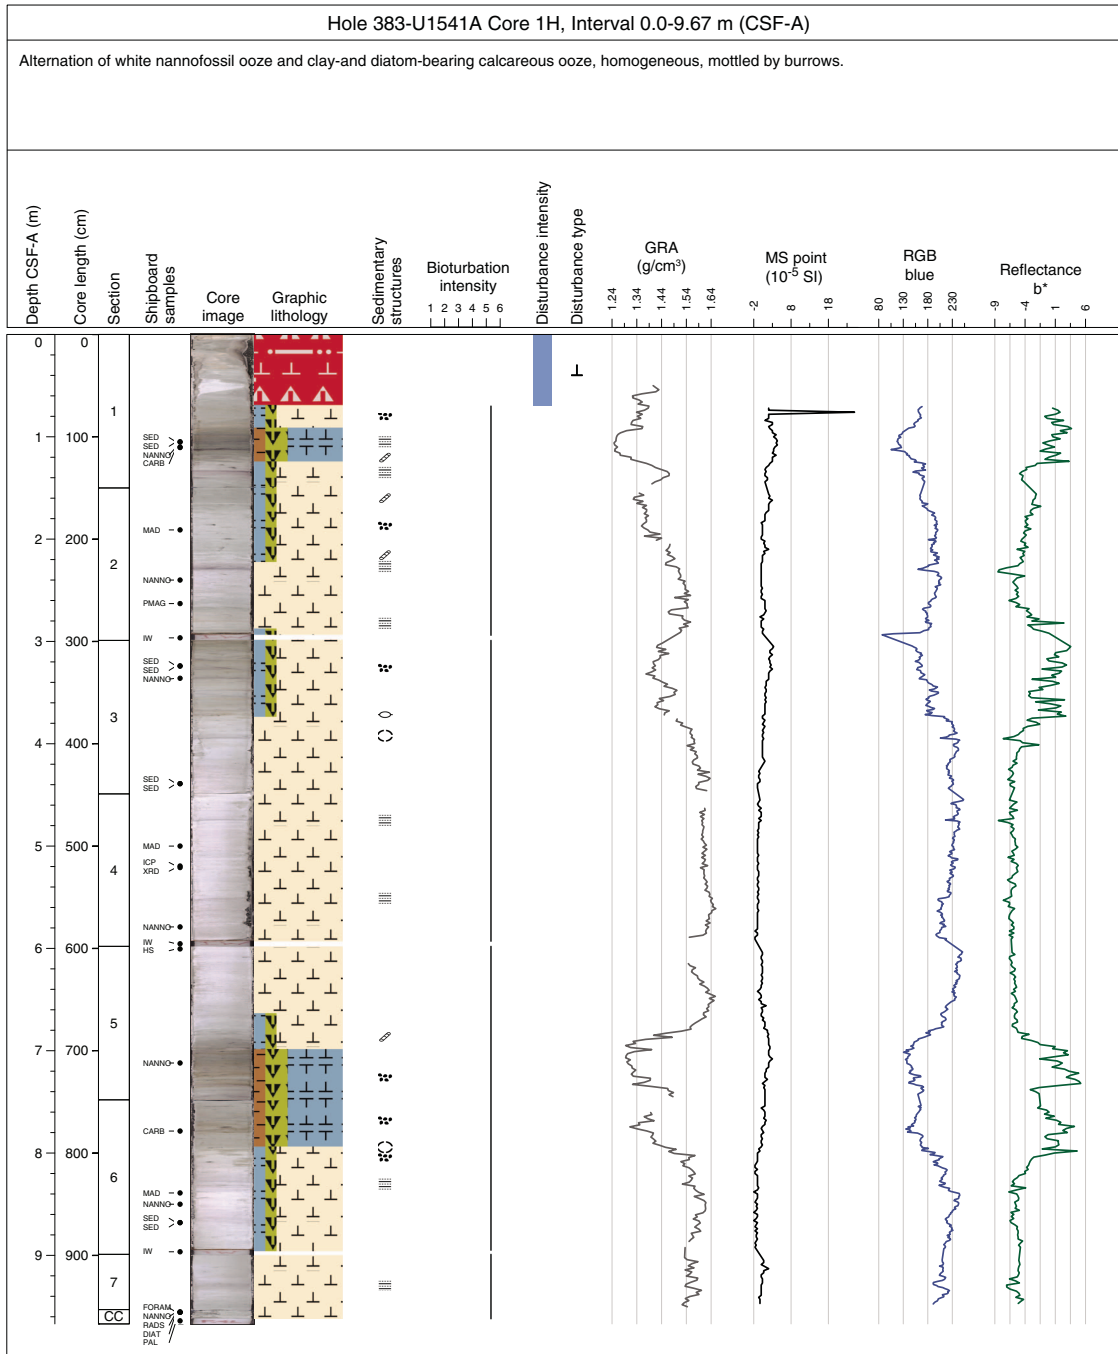 Hole 383-U1541A Core 1H, Interval 0.0-9.67 m (CSF-A)
Alternation of white nannofossil ooze and clay-and diatom-bearing calcareous ooze, homogeneous, mottled by burrows.
Depth CSF-A (m)
Core length (cm)
Section
Shipboard
samples
Core
image
Graphic
lithology
Sedimentary
structures
Bioturbation
intensity
1 2 3 4 5 6
Disturbance intensity
Disturbance type
GRA
(g/cm³)
1.24 1.34 1.44 1.54 1.64
MS point
(10⁻⁵ SI)
-2 8 18
RGB
blue
80 130 180 230
Reflectance
b*
-9 -4 1 6
0 0
1
1 100
SED
SED
NANNO
CARB
MAD
2 200
2
NANNO
PMAG
IW
3 300
SED
SED
NANNO
3
4 400
SED
SED
MAD
5 500
4
ICP
XRD
NANNO
IW
HS
6 600
5
7 700
NANNO
CARB
8 800
6
MAD
NANNO
SED
SED
IW
9 900
7
FORAM
CC
NANNO
RADS
DIAT
PAL